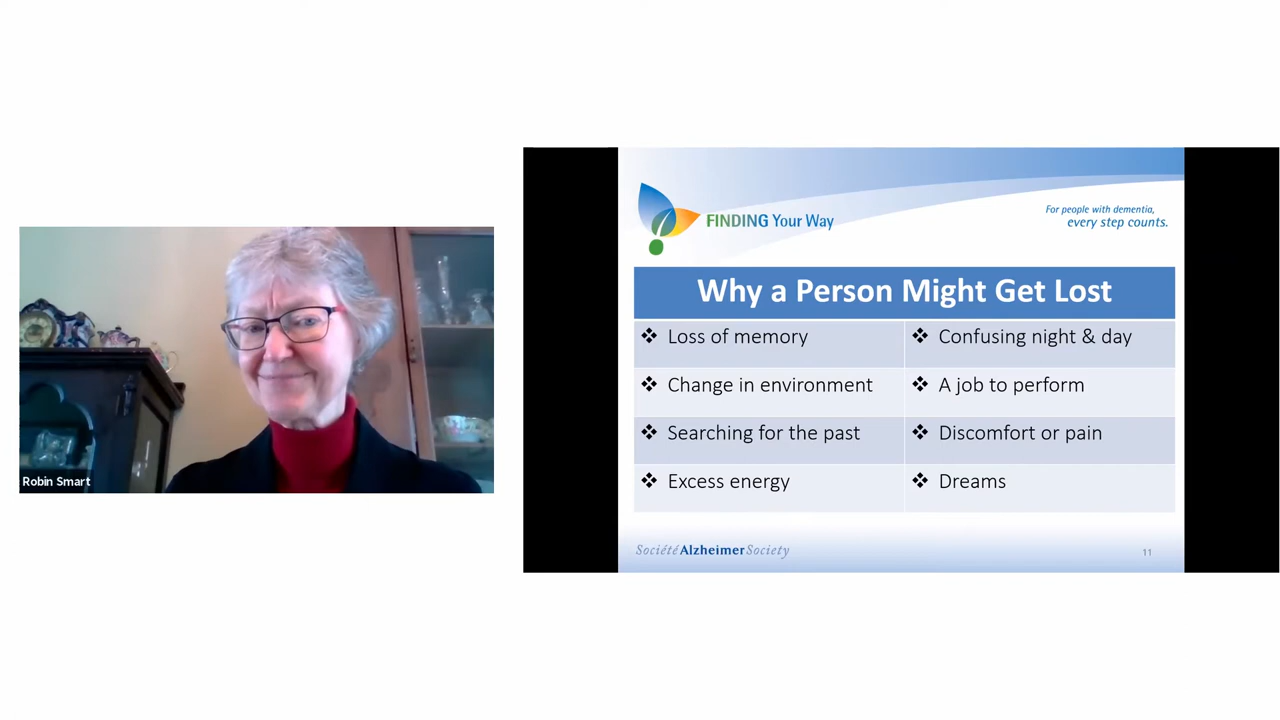 Robin Smart
FINDING Your Way
For people with dementia,
every step counts.
Why a Person Might Get Lost
❖ Loss of memory
❖ Confusing night & day
❖ Change in environment
❖ A job to perform
❖ Searching for the past
❖ Discomfort or pain
❖ Excess energy
❖ Dreams
Société Alzheimer Society
11